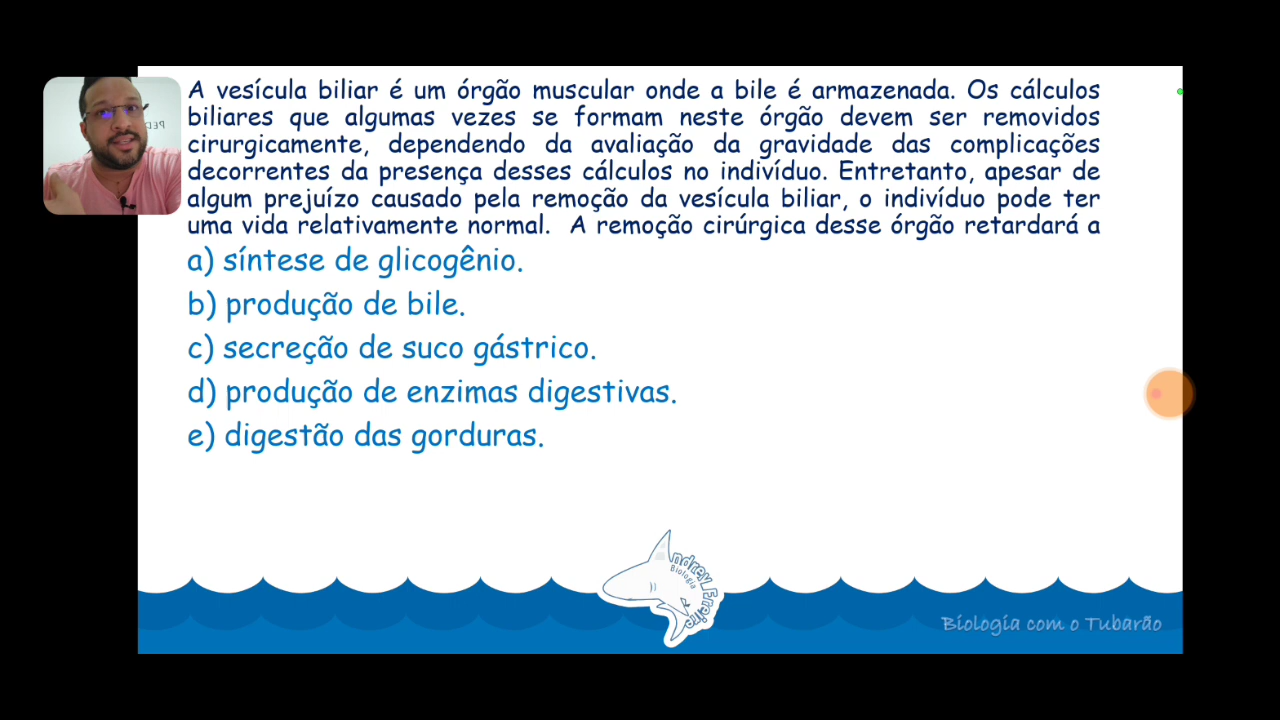 A vesícula biliar é um órgão muscular onde a bile é armazenada. Os cálculos
biliares que algumas vezes se formam neste órgão devem ser removidos
cirurgicamente, dependendo da avaliação da gravidade das complicações
decorrentes da presença desses cálculos no indivíduo. Entretanto, apesar de
algum prejuízo causado pela remoção da vesícula biliar, o indivíduo pode ter
uma vida relativamente normal. A remoção cirúrgica desse órgão retardará a
a) síntese de glicogênio.
b) produção de bile.
c) secreção de suco gástrico.
d) produção de enzimas digestivas.
e) digestão das gorduras.
Andrey Freire
Biologia
Biologia com o Tubarão